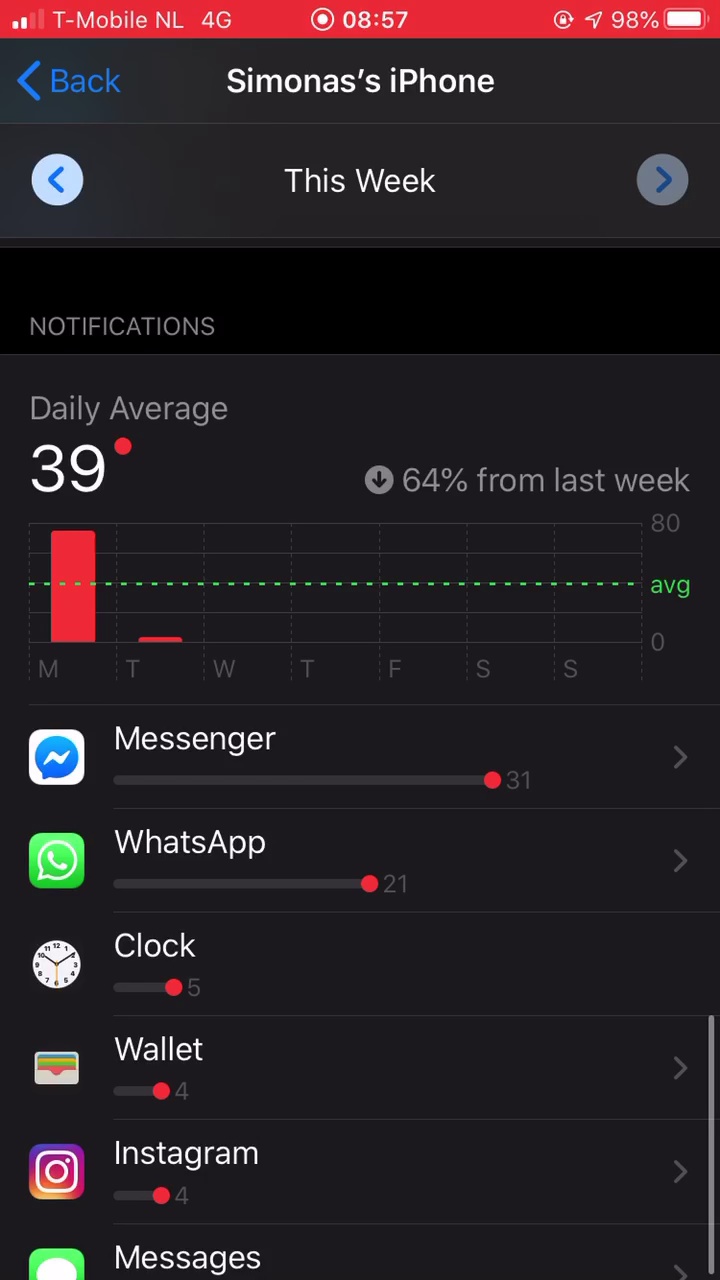 T-Mobile NL 4G 08:57 98%
Back Simonas's iPhone
This Week
NOTIFICATIONS
Daily Average
39
64% from last week
80
avg
0
M T W T F S S
Messenger
31
WhatsApp
21
Clock
5
Wallet
4
Instagram
4
Messages